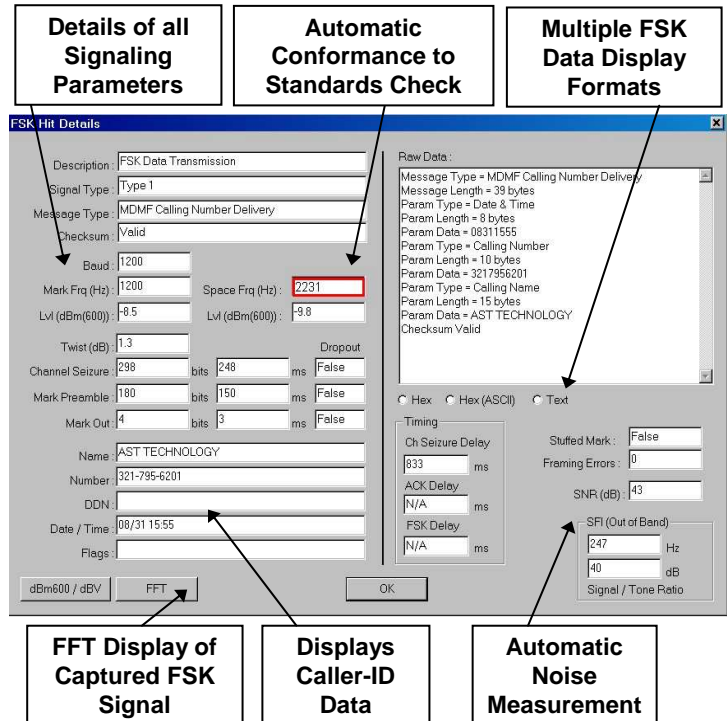 Details of all
Signaling
Parameters
Automatic
Conformance to
Standards Check
Multiple FSK
Data Display
Formats
FSK Hit Details
Description : FSK Data Transmission
Signal Type : Type 1
Message Type : MDMF Calling Number Delivery
Checksum : Valid
Baud : 1200
Mark Frq (Hz) : 1200 Space Frq (Hz) : 2231
Lvl (dBm(600)) : -8.5 Lvl (dBm(600)) : -9.8
Twist (dB) : 1.3 Dropout
Channel Seizure : 298 bits 248 ms False
Mark Preamble : 180 bits 150 ms False
Mark Out : 4 bits 3 ms False
Name : AST TECHNOLOGY
Number : 321-795-6201
DDN :
Date / Time : 08/31 15:55
Flags :
dBm600 / dBV FFT OK
Raw Data :
Message Type = MDMF Calling Number Delivery
Message Length = 39 bytes
Param Type = Date & Time
Param Length = 8 bytes
Param Data = 08311555
Param Type = Calling Number
Param Length = 10 bytes
Param Data = 3217956201
Param Type = Calling Name
Param Length = 15 bytes
Param Data = AST TECHNOLOGY
Checksum Valid
Hex Hex (ASCII) Text
Timing
Ch Seizure Delay
833 ms
ACK Delay
N/A ms
FSK Delay
N/A ms
Stuffed Mark : False
Framing Errors : 0
SNR (dB) : 43
SFI (Out of Band)
247 Hz
40 dB
Signal / Tone Ratio
FFT Display of
Captured FSK
Signal
Displays
Caller-ID
Data
Automatic
Noise
Measurement